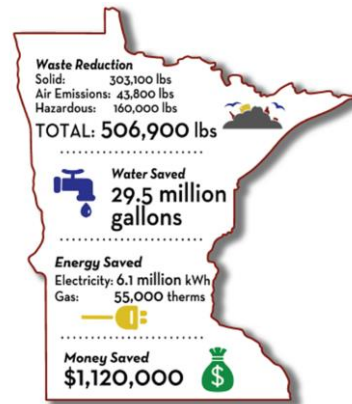 Waste Reduction
Solid: 303,100 lbs
Air Emissions: 43,800 lbs
Hazardous: 160,000 lbs
TOTAL: 506,900 lbs
Water Saved
29.5 million
gallons
Energy Saved
Electricity: 6.1 million kWh
Gas: 55,000 therms
Money Saved
$1,120,000
$